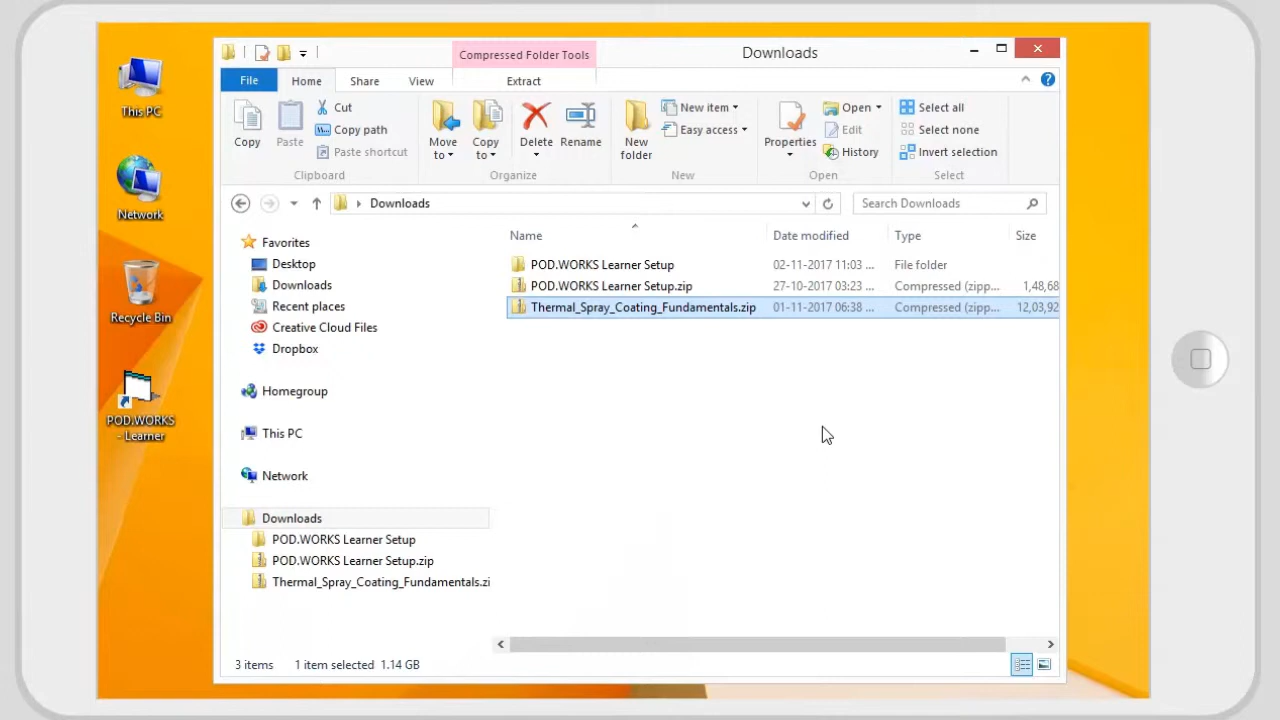 Compressed Folder Tools
Downloads
File Home Share View Extract
Copy
Paste
Cut
Copy path
Paste shortcut
Clipboard
Move to
Copy to
Delete
Rename
Organize
New folder
New item
Easy access
New
Properties
Open
Edit
History
Open
Select all
Select none
Invert selection
Select
Downloads
Search Downloads
Name Date modified Type Size
POD.WORKS Learner Setup 02-11-2017 11:03 ... File folder
POD.WORKS Learner Setup.zip 27-10-2017 03:23 ... Compressed (zipp... 1,48,68
Thermal_Spray_Coating_Fundamentals.zip 01-11-2017 06:38 ... Compressed (zipp... 12,03,92
Favorites
Desktop
Downloads
Recent places
Creative Cloud Files
Dropbox
Homegroup
This PC
Network
Downloads
POD.WORKS Learner Setup
POD.WORKS Learner Setup.zip
Thermal_Spray_Coating_Fundamentals.zi
3 items 1 item selected 1.14 GB
This PC
Network
Recycle Bin
POD.WORKS
- Learner